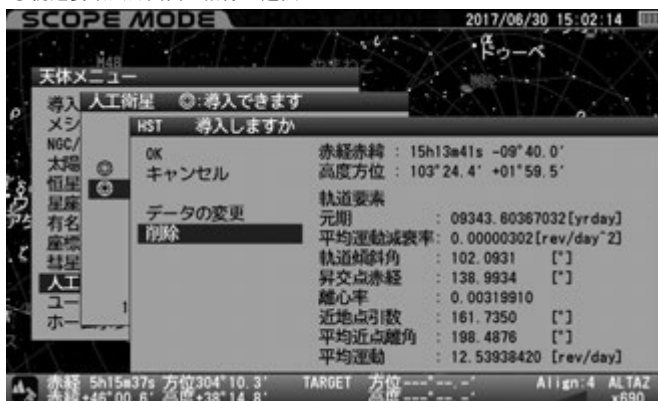 SCOPE MODE 2017/06/30 15:02:14
M48
α
ドゥーベ
やまねこ
天体メニュー
人工衛星 ◎:導入できます
HST 導入しますか
導入
メシ
NGC/
太陽
恒星
星座
有名
座標
彗星
人工
ユー
ホー
◎
◎
1
OK
キャンセル
データの変更
削除
赤経赤緯 : 15h13m41s -09°40.0'
高度方位 : 103°24.4' +01°59.5'
軌道要素
元期 : 09343.60367032[yrday]
平均運動減衰率: 0.00000302[rev/day^2]
軌道傾斜角 : 102.0931 [°]
昇交点赤経 : 138.9934 [°]
離心率 : 0.00319910
近地点引数 : 161.7350 [°]
平均近点離角 : 198.4876 [°]
平均運動 : 12.53938420 [rev/day]
赤経 5h15m37s 方位304°10.3' TARGET 方位---°--.-' Align:4 ALTAZ
赤緯+46°00.6' 高度+38°14.8' 高度---°--.-' x690